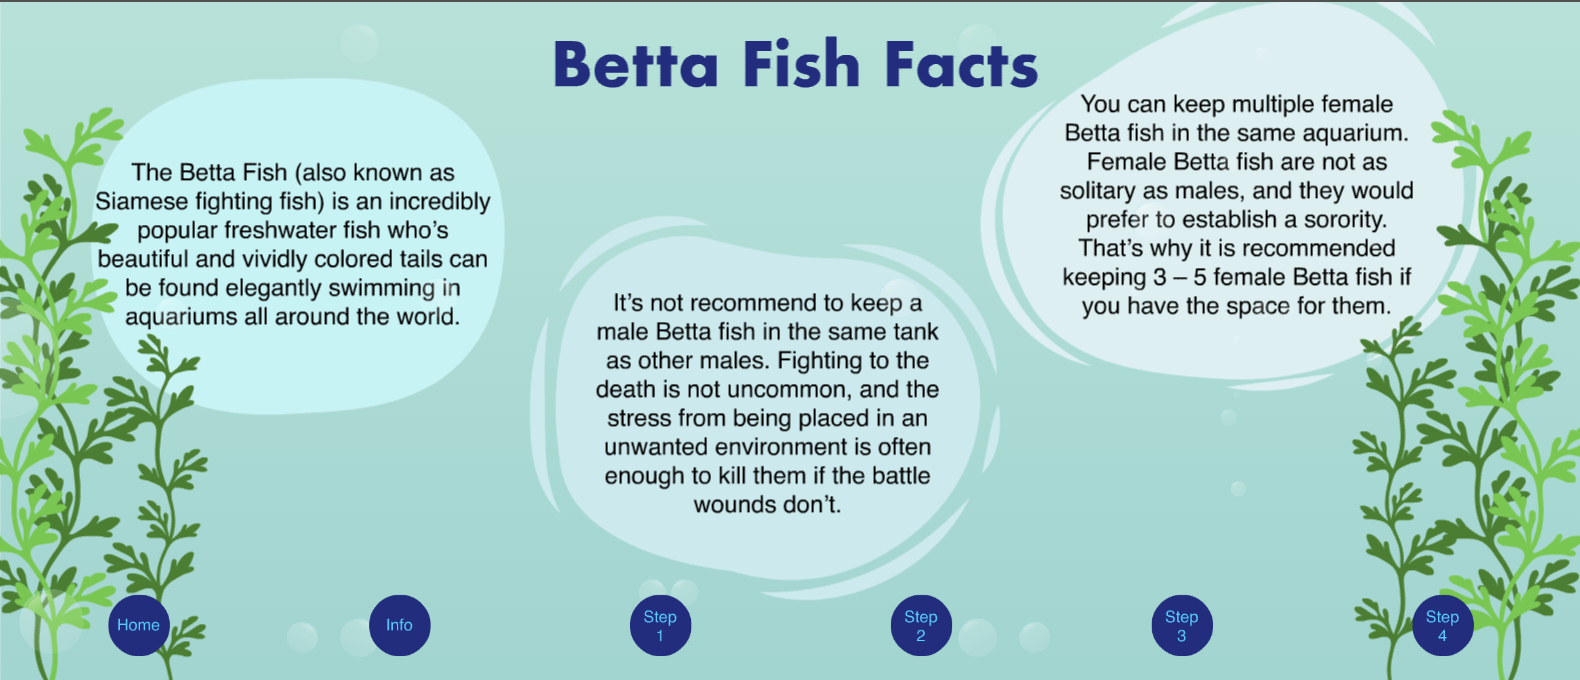 Betta Fish Facts
The Betta Fish (also known as
Siamese fighting fish) is an incredibly
popular freshwater fish who's
beautiful and vividly colored tails can
be found elegantly swimming in
aquariums all around the world.
It's not recommend to keep a
male Betta fish in the same tank
as other males. Fighting to the
death is not uncommon, and the
stress from being placed in an
unwanted environment is often
enough to kill them if the battle
wounds don't.
You can keep multiple female
Betta fish in the same aquarium.
Female Betta fish are not as
solitary as males, and they would
prefer to establish a sorority.
That's why it is recommended
keeping 3 – 5 female Betta fish if
you have the space for them.
Home
Info
Step
1
Step
2
Step
3
Step
4